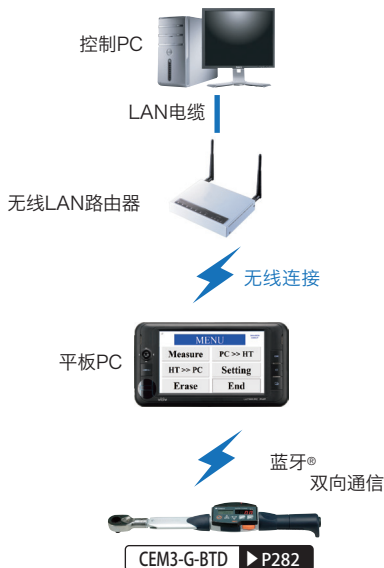 控制PC
LAN电缆
无线LAN路由器
无线连接
平板PC
MENU
Measure PC >> HT
HT >> PC Setting
Erase End
蓝牙®
双向通信
CEM3-G-BTD ▶P282